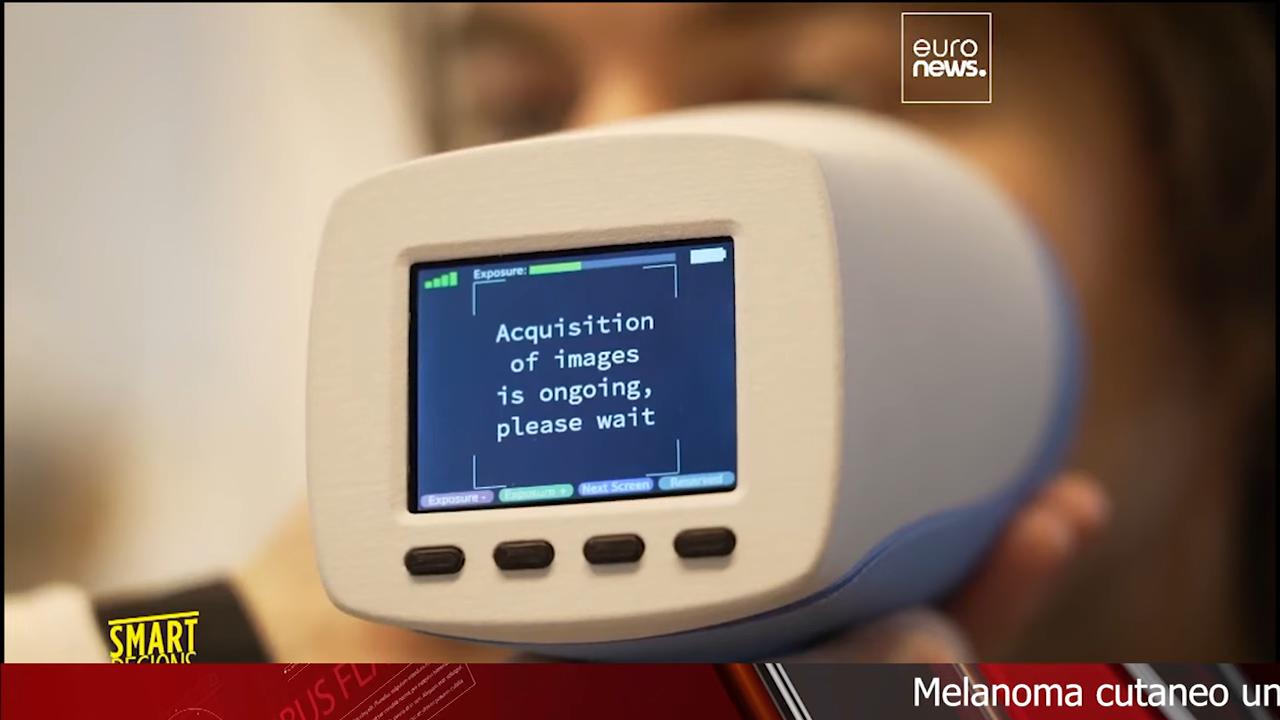 euro
news.
Exposure:
Acquisition
of images
is ongoing,
please wait
Exposure -
Exposure +
Next Screen
Reserved
SMART
REGIONS
Melanoma cutaneo un